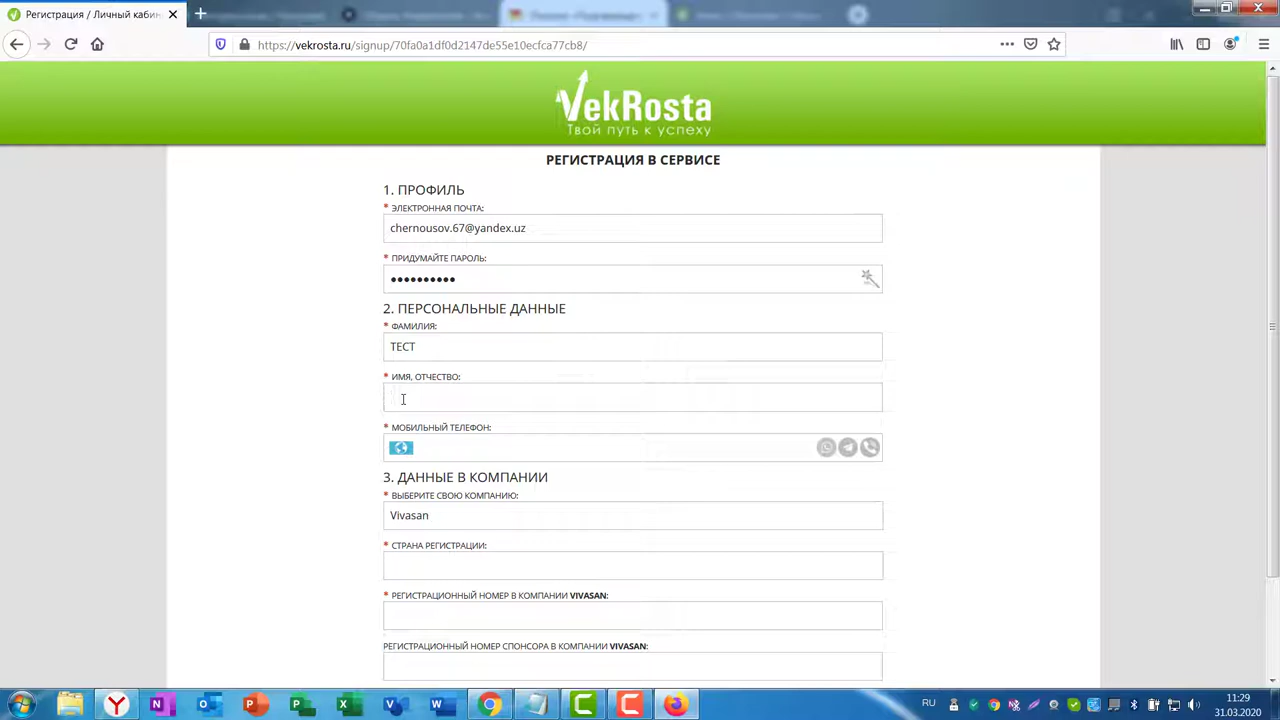 Регистрация / Личный кабин
https://vekrosta.ru/signup/70fa0a1df0d2147de55e10ecfca77cb8/
VekRosta
Твой путь к успеху
РЕГИСТРАЦИЯ В СЕРВИСЕ
1. ПРОФИЛЬ
* ЭЛЕКТРОННАЯ ПОЧТА:
chernousov.67@yandex.uz
* ПРИДУМАЙТЕ ПАРОЛЬ:
••••••••••
2. ПЕРСОНАЛЬНЫЕ ДАННЫЕ
* ФАМИЛИЯ:
ТЕСТ
* ИМЯ, ОТЧЕСТВО:
* МОБИЛЬНЫЙ ТЕЛЕФОН:
3. ДАННЫЕ В КОМПАНИИ
* ВЫБЕРИТЕ СВОЮ КОМПАНИЮ:
Vivasan
* СТРАНА РЕГИСТРАЦИИ:
* РЕГИСТРАЦИОННЫЙ НОМЕР В КОМПАНИИ VIVASAN:
РЕГИСТРАЦИОННЫЙ НОМЕР СПОНСОРА В КОМПАНИИ VIVASAN:
RU
11:29
31.03.2020